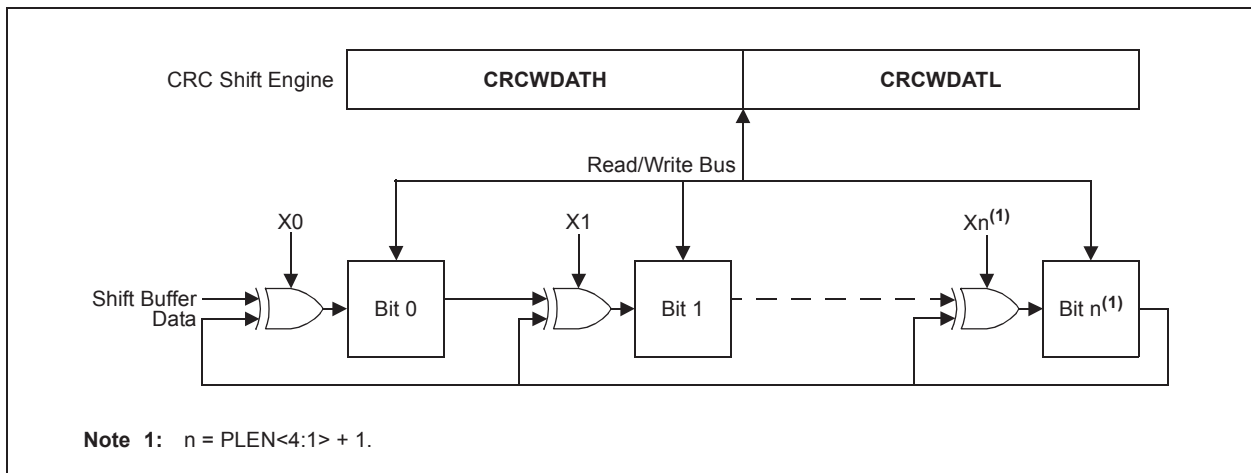 CRC Shift Engine CRCWDATH CRCWDATL
Read/Write Bus
X0 X1 Xn(1)
Shift Buffer
Data
Bit 0 Bit 1 Bit n(1)
Note 1: n = PLEN<4:1> + 1.